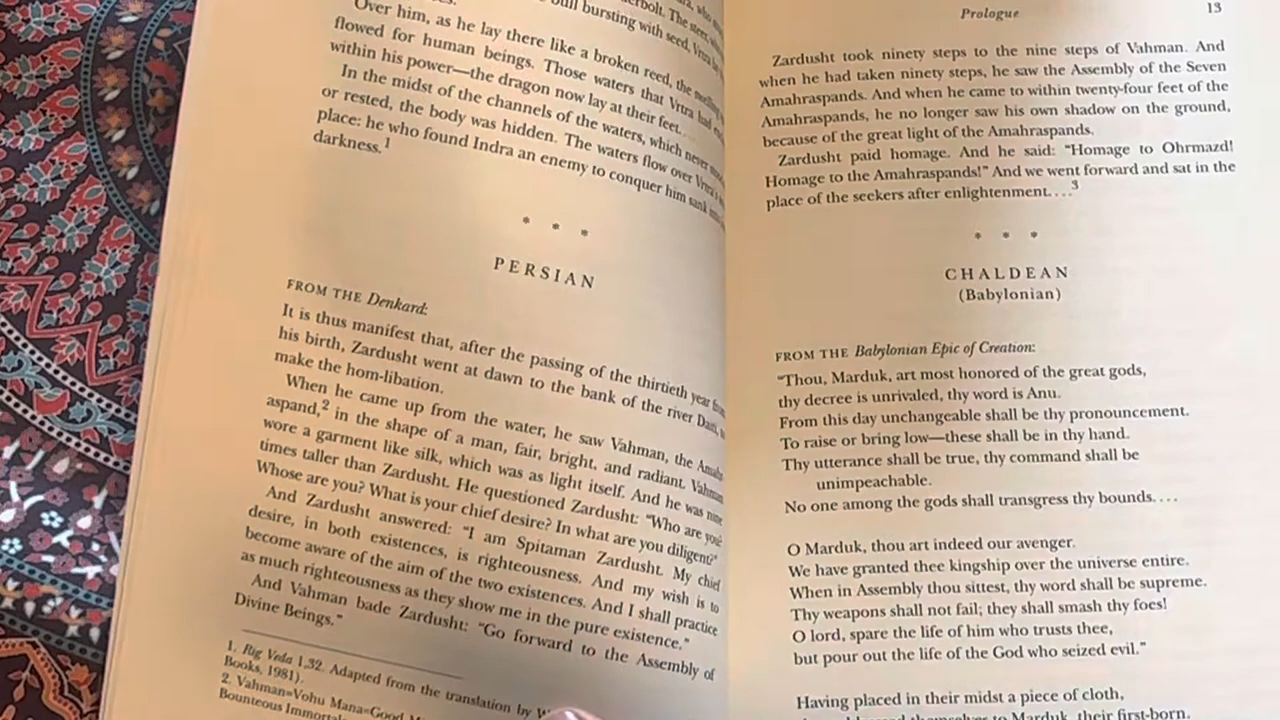 bursting with seed, Vrtra
Over him, as he lay there like a broken reed, the
flowed for human beings. Those waters that Vrtra had
within his power—the dragon now lay at their feet....
In the midst of the channels of the waters, which never
or rested, the body was hidden. The waters flow over Vrtra's
place: he who found Indra an enemy to conquer him sank
darkness.1
* * *
PERSIAN
FROM THE Denkard:
It is thus manifest that, after the passing of the thirtieth year
his birth, Zardusht went at dawn to the bank of the river
make the hom-libation.
When he came up from the water, he saw Vahman, the
aspand,2 in the shape of a man, fair, bright, and radiant. Vahman
wore a garment like silk, which was as light itself. And he was nine
times taller than Zardusht. He questioned Zardusht: "Who are you?
Whose are you? What is your chief desire? In what are you diligent?"
And Zardusht answered: "I am Spitaman Zardusht. My chief
desire, in both existences, is righteousness. And my wish is to
become aware of the aim of the two existences. And I shall practice
as much righteousness as they show me in the pure existence."
And Vahman bade Zardusht: "Go forward to the Assembly of
Divine Beings."
1. Rig Veda 1,32. Adapted from the translation by
Books, 1981).
2. Vahman=Vohu Mana=Good
Bounteous
Prologue 13
Zardusht took ninety steps to the nine steps of Vahman. And
when he had taken ninety steps, he saw the Assembly of the Seven
Amahraspands. And when he came to within twenty-four feet of the
Amahraspands, he no longer saw his own shadow on the ground,
because of the great light of the Amahraspands.
Zardusht paid homage. And he said: "Homage to Ohrmazd!
Homage to the Amahraspands!" And we went forward and sat in the
place of the seekers after enlightenment....3
* * *
CHALDEAN
(Babylonian)
FROM THE Babylonian Epic of Creation:
"Thou, Marduk, art most honored of the great gods,
thy decree is unrivaled, thy word is Anu.
From this day unchangeable shall be thy pronouncement.
To raise or bring low—these shall be in thy hand.
Thy utterance shall be true, thy command shall be
unimpeachable.
No one among the gods shall transgress thy bounds....
O Marduk, thou art indeed our avenger.
We have granted thee kingship over the universe entire.
When in Assembly thou sittest, thy word shall be supreme.
Thy weapons shall not fail; they shall smash thy foes!
O lord, spare the life of him who trusts thee,
but pour out the life of the God who seized evil."
Having placed in their midst a piece of cloth,
themselves to Marduk, their first-born.